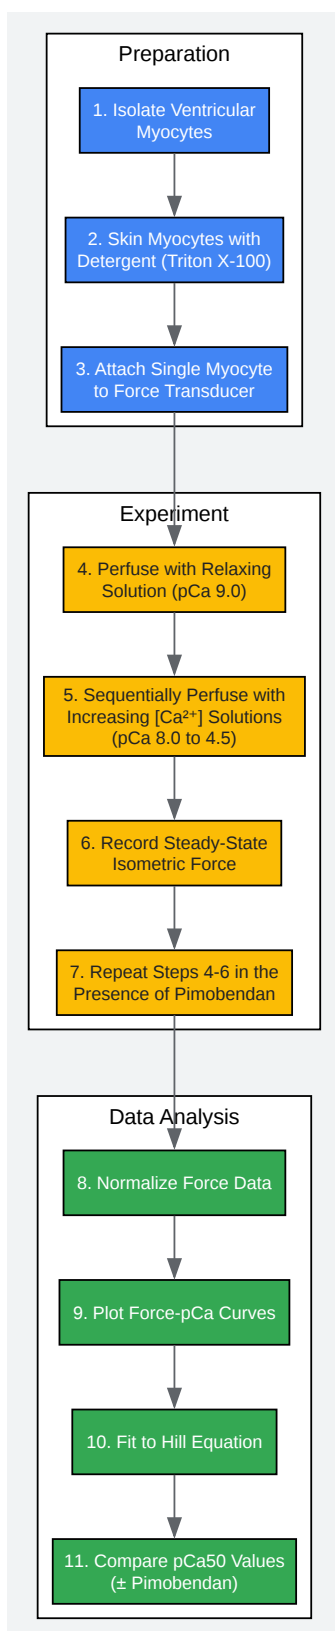 Preparation
1. Isolate Ventricular
Myocytes
2. Skin Myocytes with
Detergent (Triton X-100)
3. Attach Single Myocyte
to Force Transducer
Experiment
4. Perfuse with Relaxing
Solution (pCa 9.0)
5. Sequentially Perfuse with
Increasing [Ca²⁺] Solutions
(pCa 8.0 to 4.5)
6. Record Steady-State
Isometric Force
7. Repeat Steps 4-6 in the
Presence of Pimobendan
Data Analysis
8. Normalize Force Data
9. Plot Force-pCa Curves
10. Fit to Hill Equation
11. Compare pCa50 Values
(± Pimobendan)